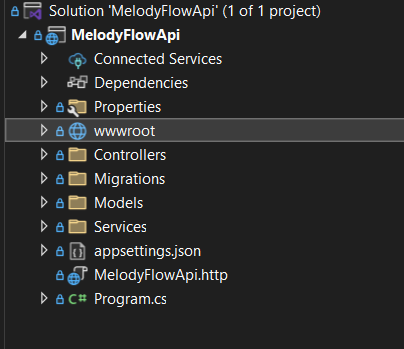 Solution 'MelodyFlowApi' (1 of 1 project)
MelodyFlowApi
Connected Services
Dependencies
Properties
wwwroot
Controllers
Migrations
Models
Services
appsettings.json
MelodyFlowApi.http
C# Program.cs